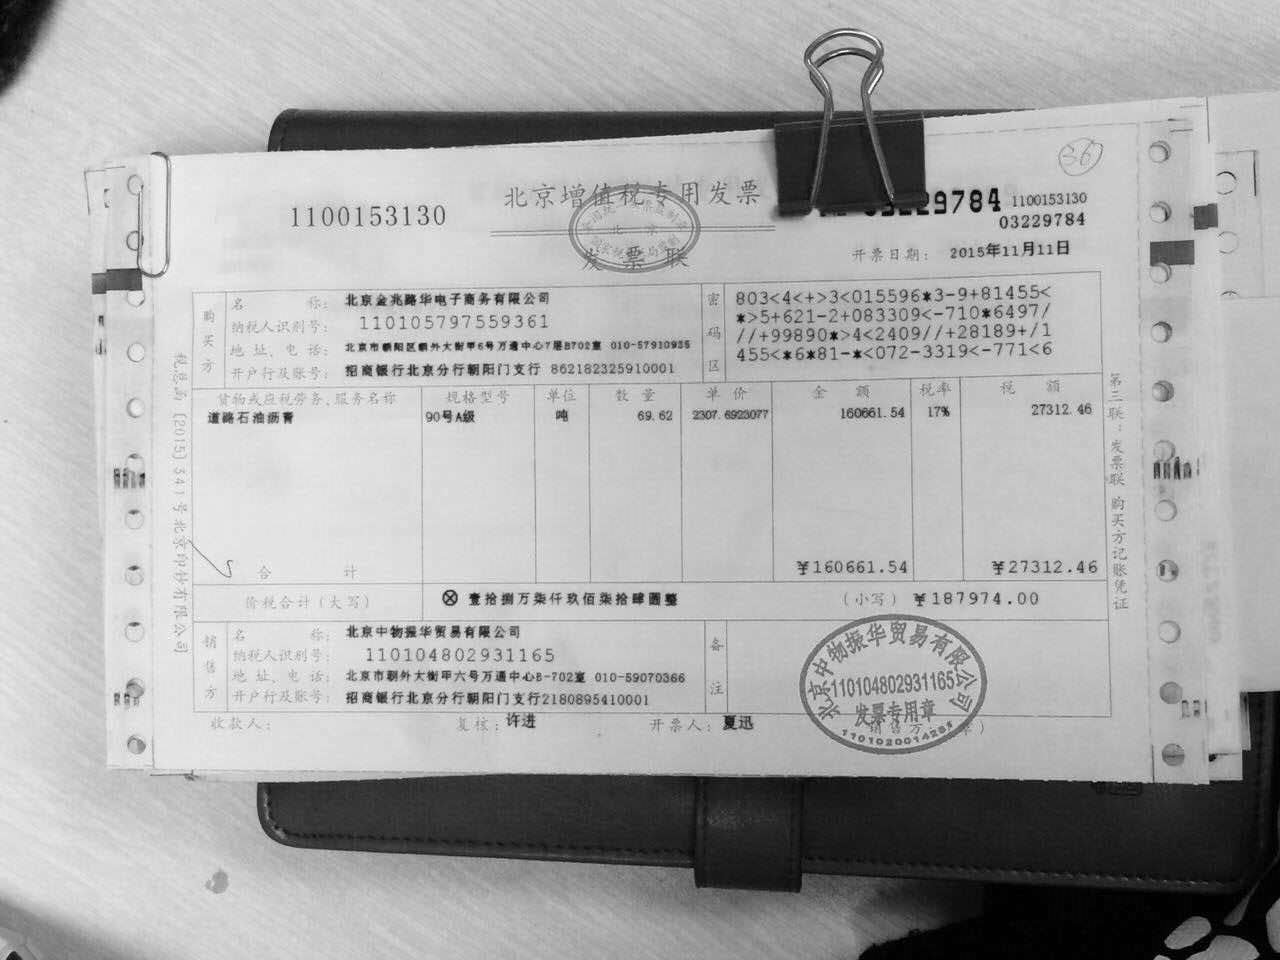 36
北京增值税专用发票
1100153130
03229784
1100153130
03229784
北京
发票联
开票日期: 2015年11月11日
购买方
名称: 北京金兆路华电子商务有限公司
纳税人识别号: 110105797559361
地址、电话: 北京市朝阳区朝外大街甲6号万通中心7层B702室 010-57910935
开户行及账号: 招商银行北京分行朝阳门支行 862182325910001
密码区
803<4<+>3<015596*3-9+81455<
*>5+621-2+083309<-710*6497/
//+99890*>4<2409//+28189+/1
455<*6*81-*<072-3319<-771<6
货物或应税劳务、服务名称 规格型号 单位 数量 单价 金额 税率 税额
道路石油沥青 90号A级 吨 69.62 2307.6923077 160661.54 17% 27312.46
合计 ¥160661.54 ¥27312.46
价税合计(大写) ⊗壹拾捌万柒仟玖佰柒拾肆圆整 (小写) ¥187974.00
销售方
名称: 北京中物振华贸易有限公司
纳税人识别号: 110104802931165
地址、电话: 北京市朝外大街甲六号万通中心B-702室 010-59070366
开户行及账号: 招商银行北京分行朝阳门支行2180895410001
备注
收款人: 复核: 许进 开票人: 夏迅 销售方
北京中物振华贸易有限公司
110104802931165
发票专用章
第三联:发票联 购买方记账凭证
[2015]541号北京印钞有限公司